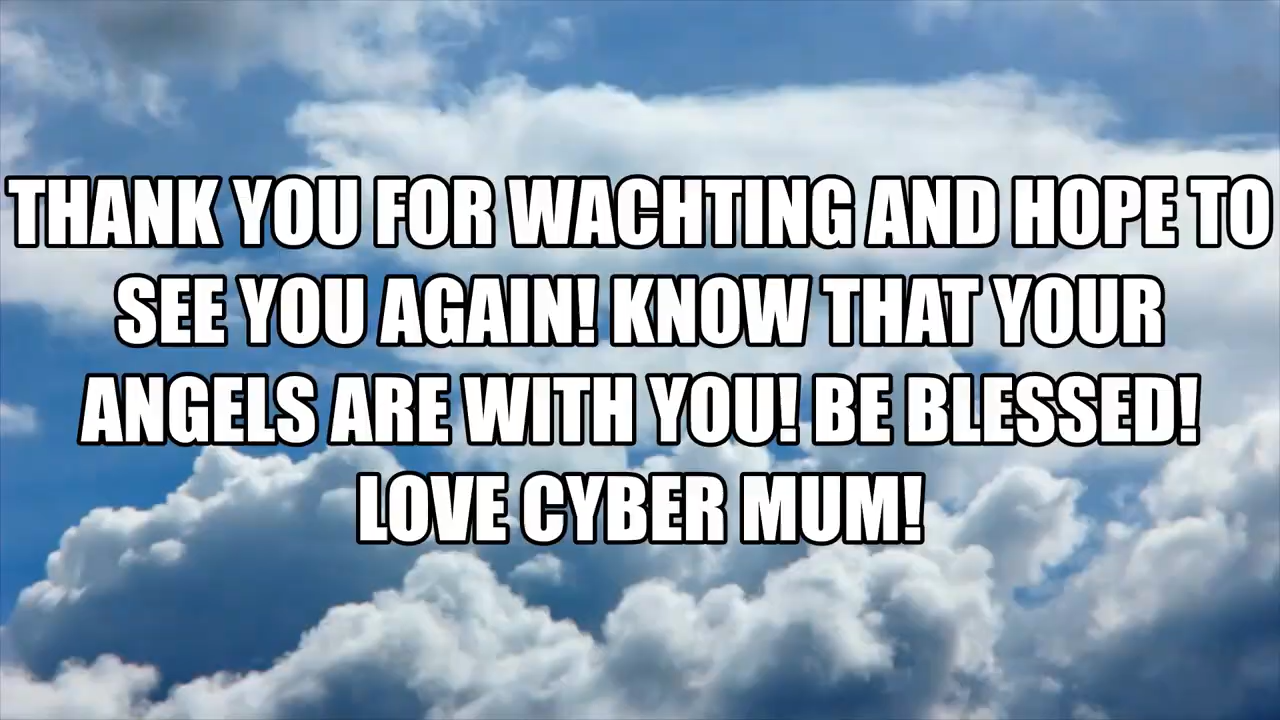 THANK YOU FOR WACHTING AND HOPE TO
SEE YOU AGAIN! KNOW THAT YOUR
ANGELS ARE WITH YOU! BE BLESSED!
LOVE CYBER MUM!